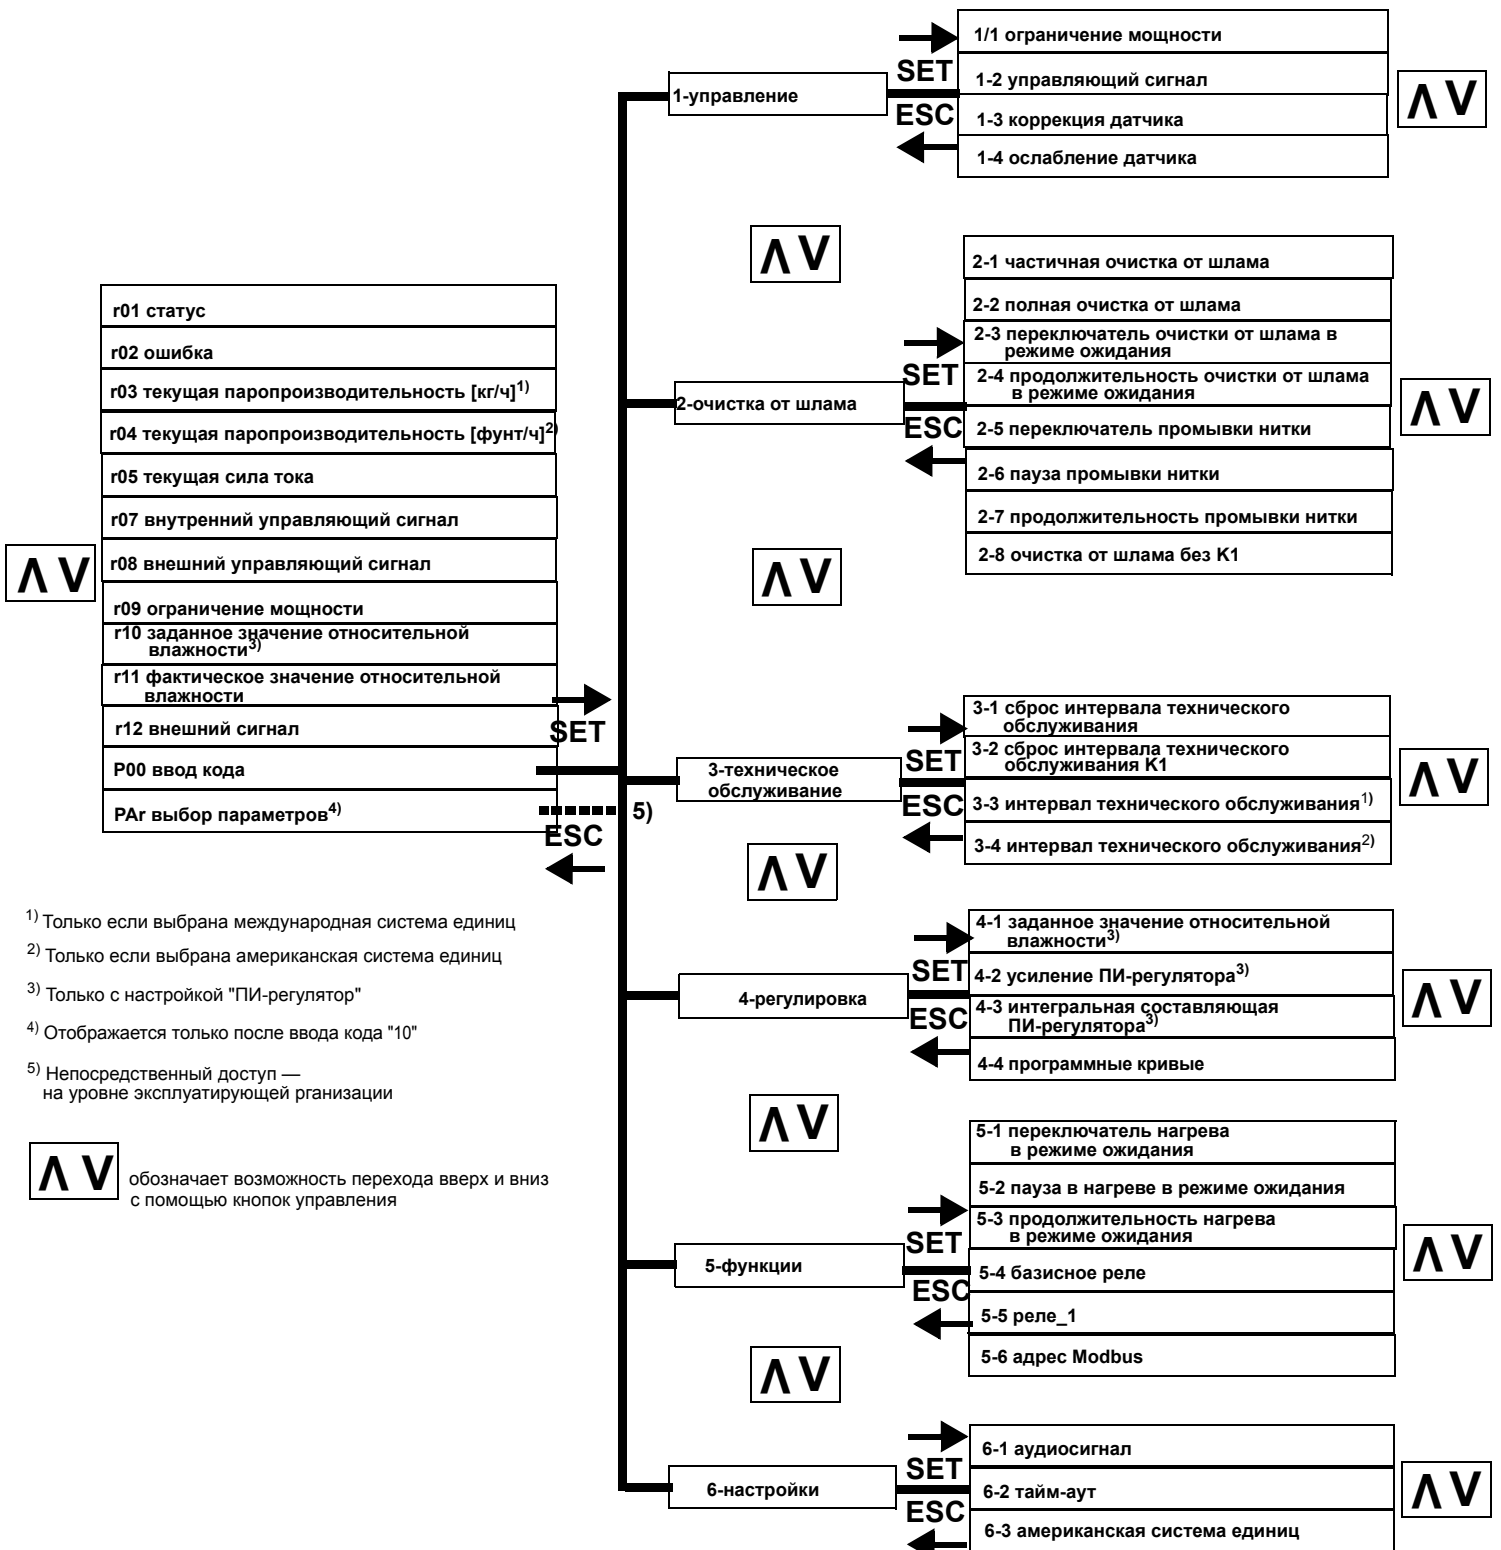 r01 статус
r02 ошибка
r03 текущая паропроизводительность [кг/ч]1)
r04 текущая паропроизводительность [фунт/ч]2)
r05 текущая сила тока
r07 внутренний управляющий сигнал
r08 внешний управляющий сигнал
Λ V
r09 ограничение мощности
r10 заданное значение относительной
влажности3)
r11 фактическое значение относительной
влажности
r12 внешний сигнал
P00 ввод кода
PAr выбор параметров4)
SET
ESC
5)
1) Только если выбрана международная система единиц
2) Только если выбрана американская система единиц
3) Только с настройкой "ПИ-регулятор"
4) Отображается только после ввода кода "10"
5) Непосредственный доступ —
на уровне эксплуатирующей рганизации
Λ V
обозначает возможность перехода вверх и вниз
с помощью кнопок управления
1-управление
SET
ESC
1/1 ограничение мощности
1-2 управляющий сигнал
1-3 коррекция датчика
1-4 ослабление датчика
Λ V
Λ V
2-очистка от шлама
SET
ESC
2-1 частичная очистка от шлама
2-2 полная очистка от шлама
2-3 переключатель очистки от шлама в
режиме ожидания
2-4 продолжительность очистки от шлама
в режиме ожидания
2-5 переключатель промывки нитки
2-6 пауза промывки нитки
2-7 продолжительность промывки нитки
2-8 очистка от шлама без K1
Λ V
Λ V
3-техническое
обслуживание
SET
ESC
3-1 сброс интервала технического
обслуживания
3-2 сброс интервала технического
обслуживания K1
3-3 интервал технического обслуживания1)
3-4 интервал технического обслуживания2)
Λ V
Λ V
4-регулировка
SET
ESC
4-1 заданное значение относительной
влажности3)
4-2 усиление ПИ-регулятора3)
4-3 интегральная составляющая
ПИ-регулятора3)
4-4 программные кривые
Λ V
Λ V
5-функции
SET
ESC
5-1 переключатель нагрева
в режиме ожидания
5-2 пауза в нагреве в режиме ожидания
5-3 продолжительность нагрева
в режиме ожидания
5-4 базисное реле
5-5 реле_1
5-6 адрес Modbus
Λ V
Λ V
6-настройки
SET
ESC
6-1 аудиосигнал
6-2 тайм-аут
6-3 американская система единиц
Λ V